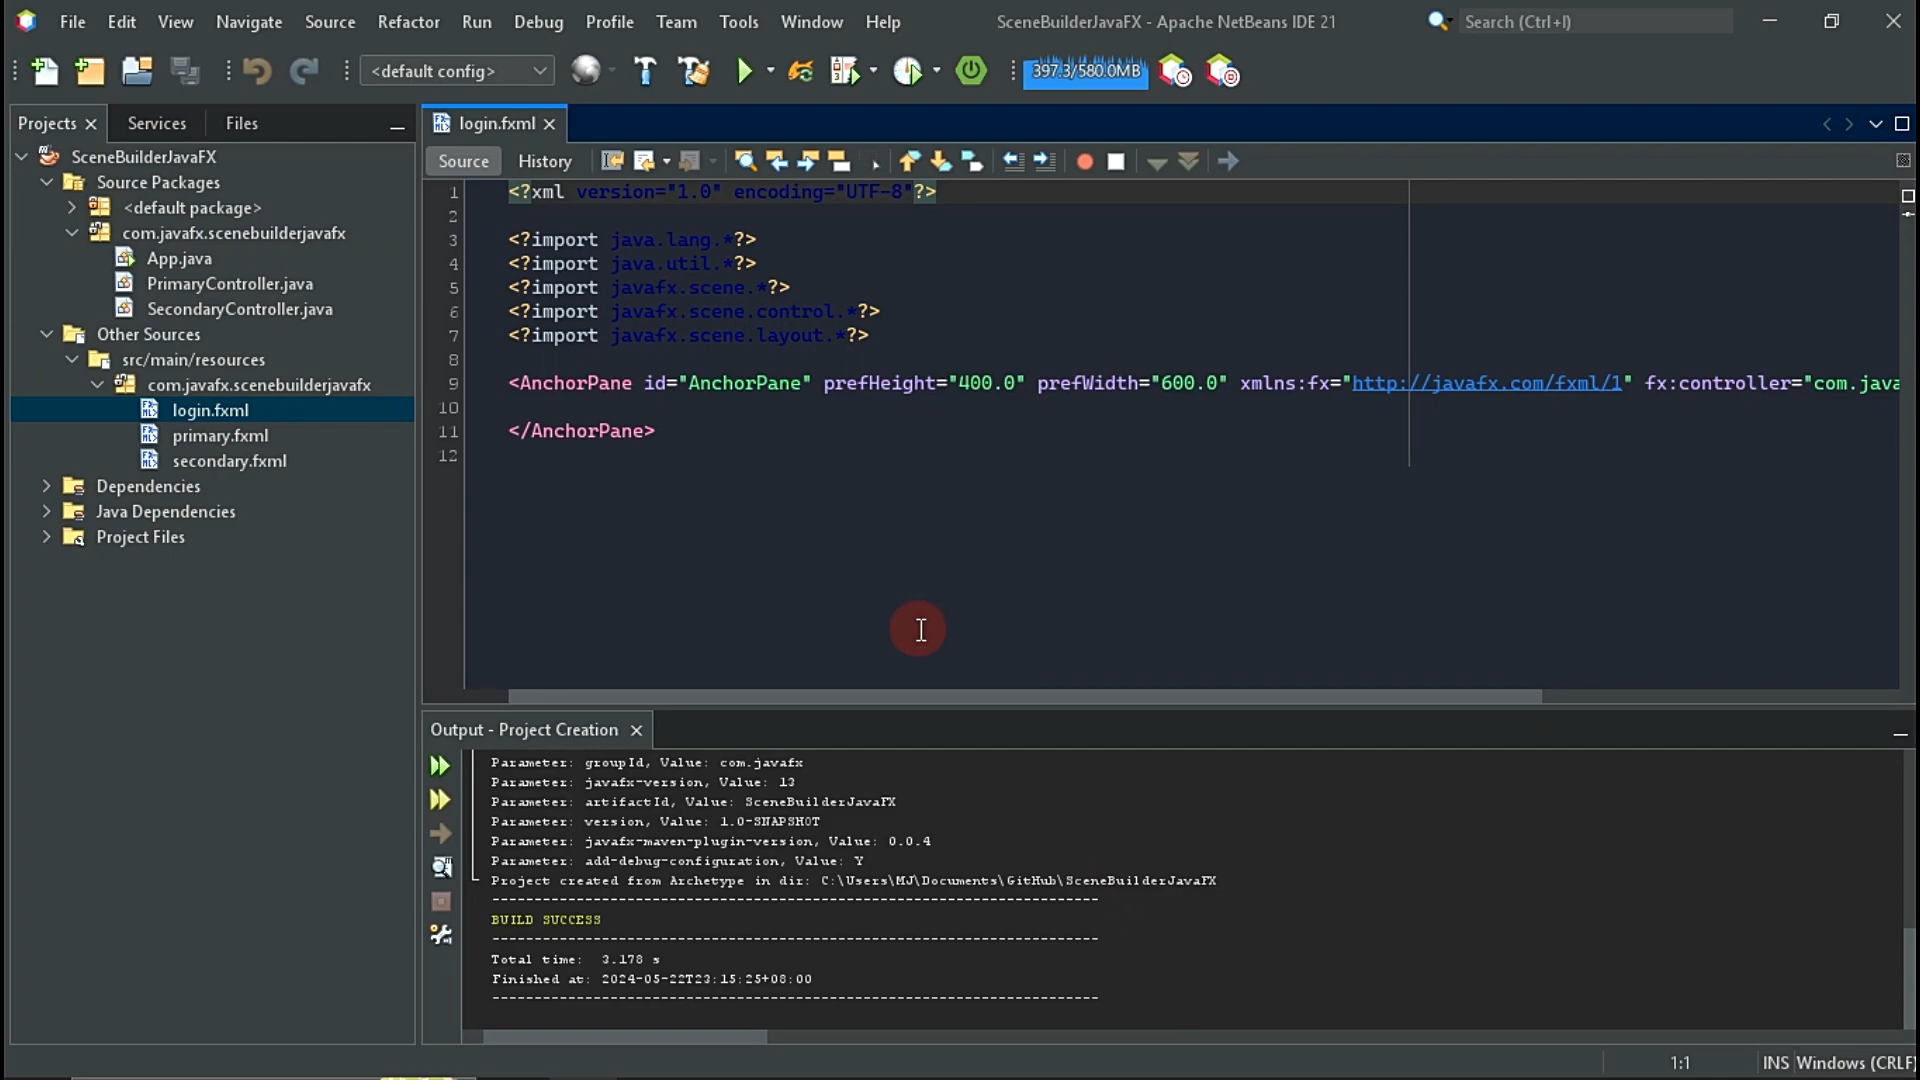 File Edit View Navigate Source Refactor Run Debug Profile Team Tools Window Help SceneBuilderJavaFX - Apache NetBeans IDE 21 Search (Ctrl+I)
<default config> 397.3/580.0MB
Projects Services Files
SceneBuilderJavaFX
Source Packages
<default package>
com.javafx.scenebuilderjavafx
App.java
PrimaryController.java
SecondaryController.java
Other Sources
src/main/resources
com.javafx.scenebuilderjavafx
login.fxml
primary.fxml
secondary.fxml
Dependencies
Java Dependencies
Project Files
login.fxml
Source History
1 <?xml version="1.0" encoding="UTF-8"?>
2
3 <?import java.lang.*?>
4 <?import java.util.*?>
5 <?import javafx.scene.*?>
6 <?import javafx.scene.control.*?>
7 <?import javafx.scene.layout.*?>
8
9 <AnchorPane id="AnchorPane" prefHeight="400.0" prefWidth="600.0" xmlns:fx="http://javafx.com/fxml/1" fx:controller="com.java
10
11 </AnchorPane>
12
Output - Project Creation
Parameter: groupId, Value: com.javafx
Parameter: javafx-version, Value: 13
Parameter: artifactId, Value: SceneBuilderJavaFX
Parameter: version, Value: 1.0-SNAPSHOT
Parameter: javafx-maven-plugin-version, Value: 0.0.4
Parameter: add-debug-configuration, Value: Y
Project created from Archetype in dir: C:\Users\MJ\Documents\GitHub\SceneBuilderJavaFX
------------------------------------------------------------------------
BUILD SUCCESS
------------------------------------------------------------------------
Total time: 3.178 s
Finished at: 2024-05-22T23:15:25+08:00
------------------------------------------------------------------------
1:1 INS Windows (CRLF)